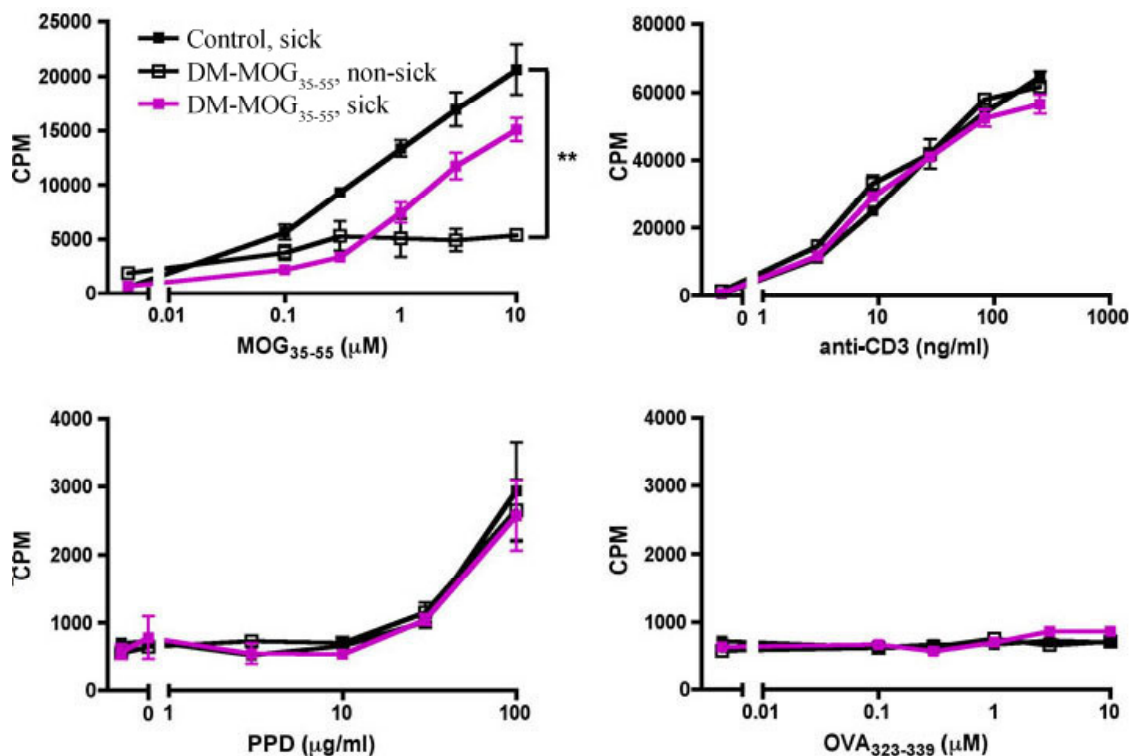 Control, sick
DM-MOG35-55, non-sick
DM-MOG35-55, sick
25000
20000
15000
10000
5000
0
CPM
**
0 0.01 0.1 1 10
MOG35-55 (μM)
80000
60000
40000
20000
0
CPM
0 1 10 100 1000
anti-CD3 (ng/ml)
4000
3000
2000
1000
0
CPM
0 1 10 100
PPD (μg/ml)
4000
3000
2000
1000
0
CPM
0 0.01 0.1 1 10
OVA323-339 (μM)